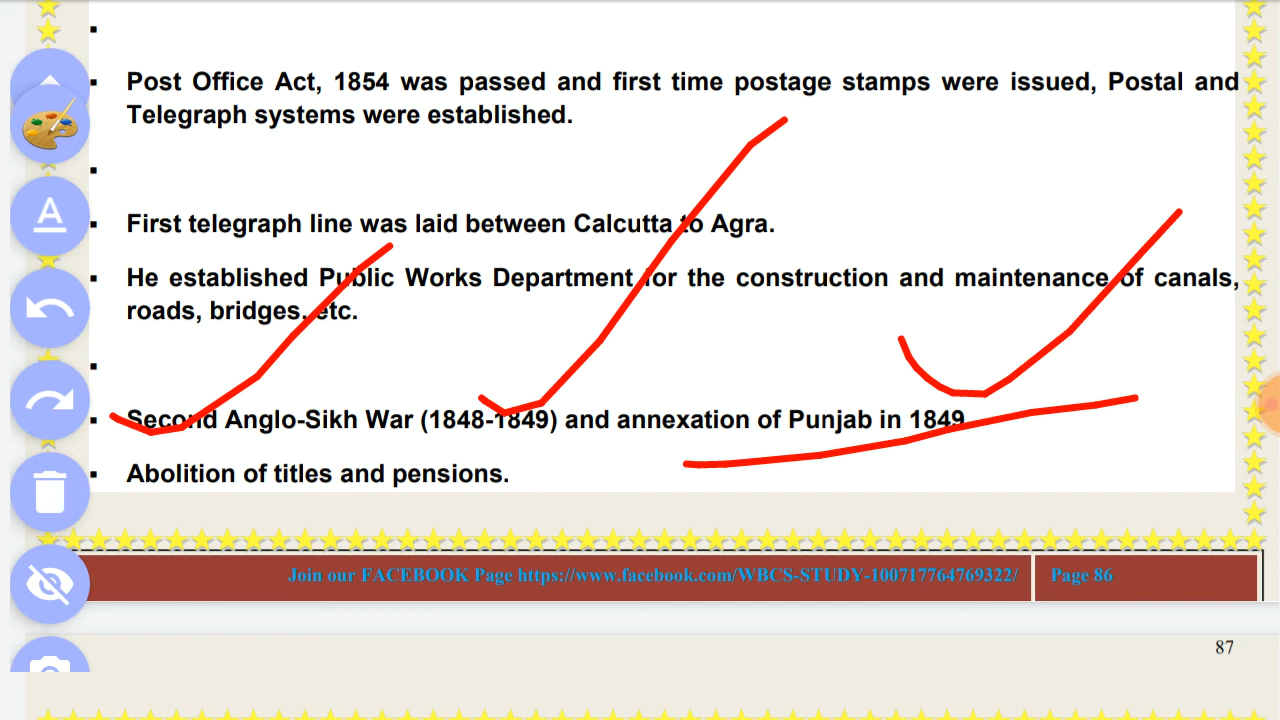 Post Office Act, 1854 was passed and first time postage stamps were issued, Postal and
Telegraph systems were established.
First telegraph line was laid between Calcutta to Agra.
He established Public Works Department for the construction and maintenance of canals,
roads, bridges. etc.
Second Anglo-Sikh War (1848-1849) and annexation of Punjab in 1849
Abolition of titles and pensions.
Join our FACEBOOK Page https://www.facebook.com/WBCS-STUDY-100717764769322/ Page 86
87